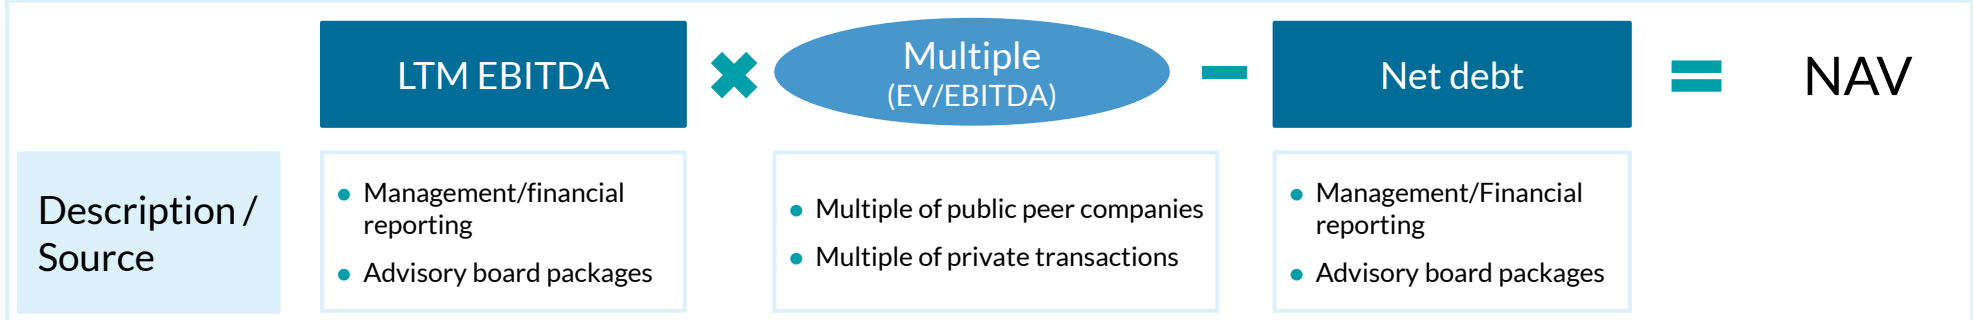 LTM EBITDA
Multiple
(EV/EBITDA)
Net debt
NAV
Description /
Source
Management/financial
reporting
Advisory board packages
Multiple of public peer companies
Multiple of private transactions
Management/Financial
reporting
Advisory board packages